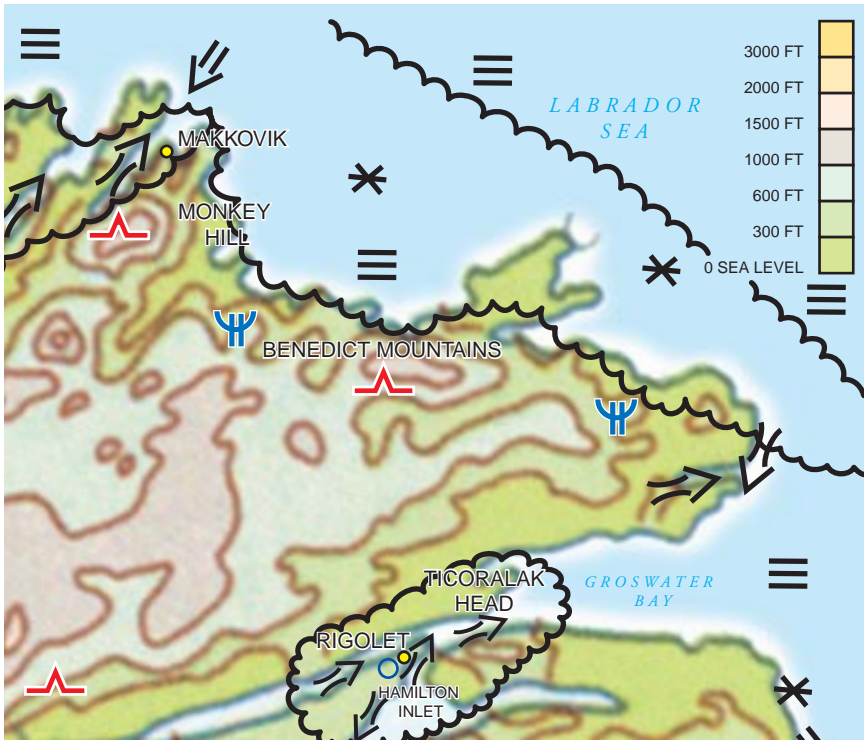 LABRADOR
SEA
3000 FT
2000 FT
1500 FT
1000 FT
600 FT
300 FT
0 SEA LEVEL
MAKKOVIK
MONKEY
HILL
BENEDICT MOUNTAINS
TICORALAK
HEAD
GROSWATER
BAY
RIGOLET
HAMILTON
INLET